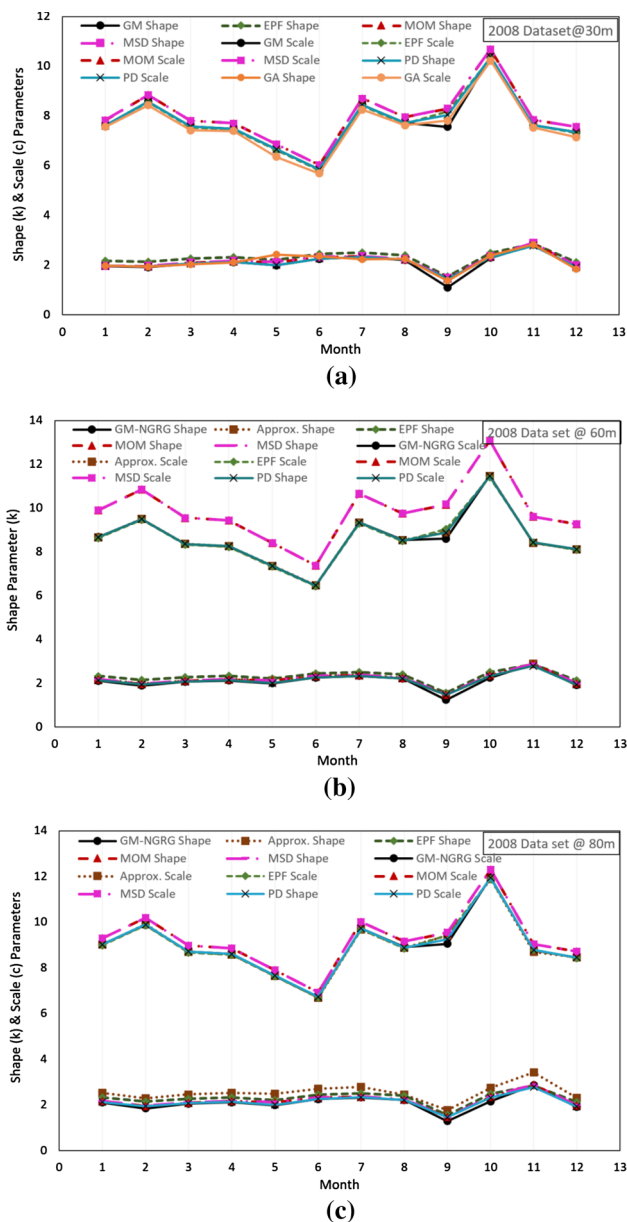 12
10
8
6
4
2
0
GM Shape EPF Shape MOM Shape
2008 Dataset@30m
MSD Shape GM Scale EPF Scale
MOM Scale MSD Scale PD Shape
PD Scale GA Shape GA Scale
Shape (k) & Scale (c) Parameters
0 1 2 3 4 5 6 7 8 9 10 11 12 13
Month
(a)
14
12
10
8
6
4
2
0
GM-NGRG Shape Approx. Shape EPF Shape
2008 Data set @ 60m
MOM Shape MSD Shape GM-NGRG Scale
Approx. Scale EPF Scale MOM Scale
MSD Scale PD Shape PD Scale
Shape Parameter (k)
0 1 2 3 4 5 6 7 8 9 10 11 12 13
Month
(b)
14
12
10
8
6
4
2
0
GM-NGRG Shape Approx. Shape EPF Shape
2008 Data set @ 80m
MOM Shape MSD Shape GM-NGRG Scale
Approx. Scale EPF Scale MOM Scale
MSD Scale PD Shape PD Scale
Shape (k) & Scale (c) Parameters
0 1 2 3 4 5 6 7 8 9 10 11 12 13
Month
(c)